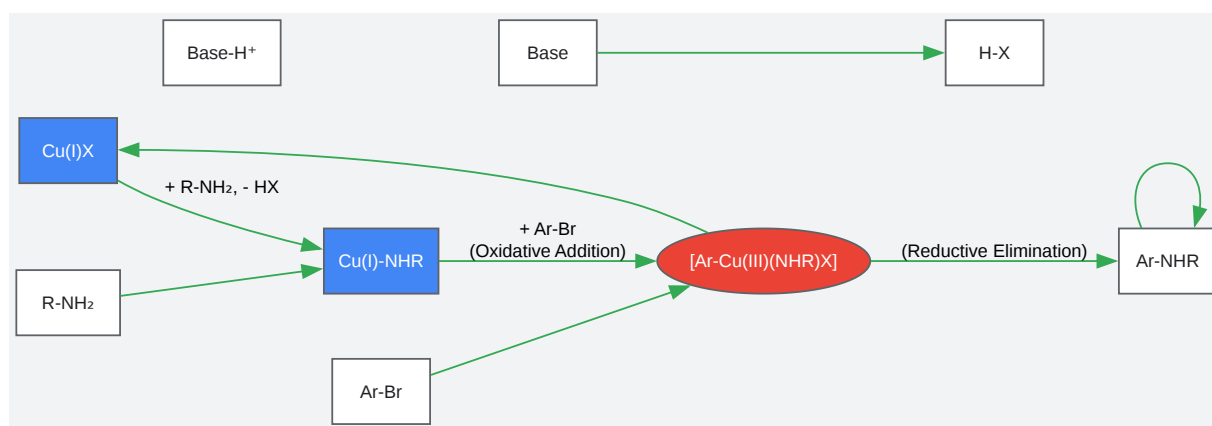 Base-H⁺
Base
H-X
Cu(I)X
+ R-NH₂, - HX
+ Ar-Br
(Oxidative Addition)
(Reductive Elimination)
Cu(I)-NHR
[Ar-Cu(III)(NHR)X]
Ar-NHR
R-NH₂
Ar-Br